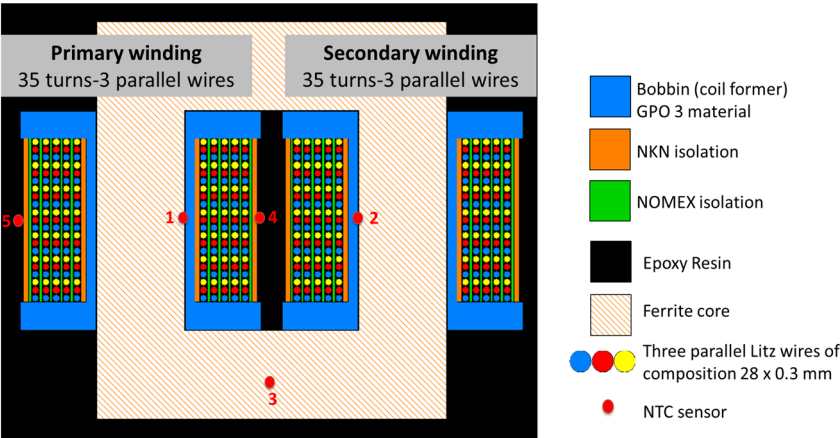 Primary winding
35 turns-3 parallel wires
Secondary winding
35 turns-3 parallel wires
5
1
4
2
3
Bobbin (coil former)
GPO 3 material
NKN isolation
NOMEX isolation
Epoxy Resin
Ferrite core
Three parallel Litz wires of
composition 28 x 0.3 mm
NTC sensor